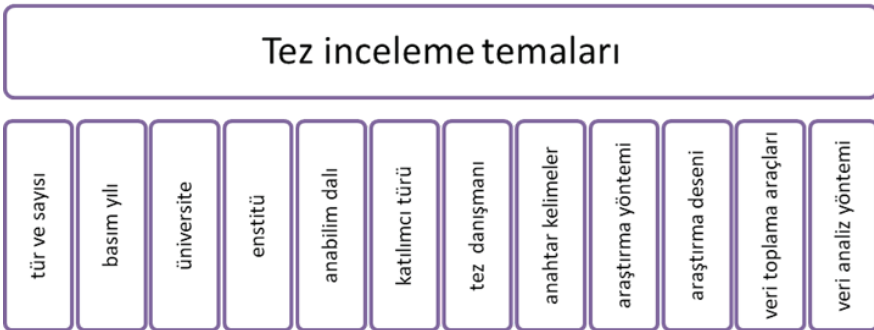 Tez inceleme temaları
tür ve sayısı
basım yılı
üniversite
enstitü
anabilim dalı
katılımcı türü
tez danışmanı
anahtar kelimeler
araştırma yöntemi
araştırma deseni
veri toplama araçları
veri analiz yöntemi